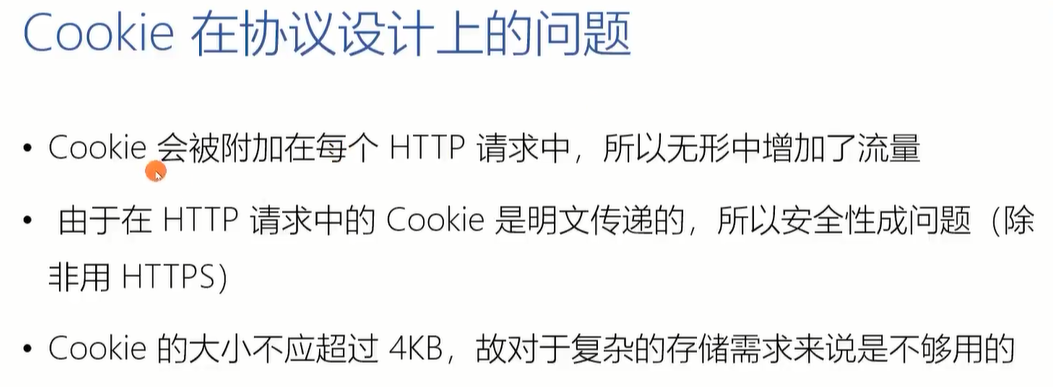 Cookie 在协议设计上的问题
• Cookie 会被附加在每个 HTTP 请求中，所以无形中增加了流量
• 由于在 HTTP 请求中的 Cookie 是明文传递的，所以安全性成问题（除
非用 HTTPS）
• Cookie 的大小不应超过 4KB，故对于复杂的存储需求来说是不够用的